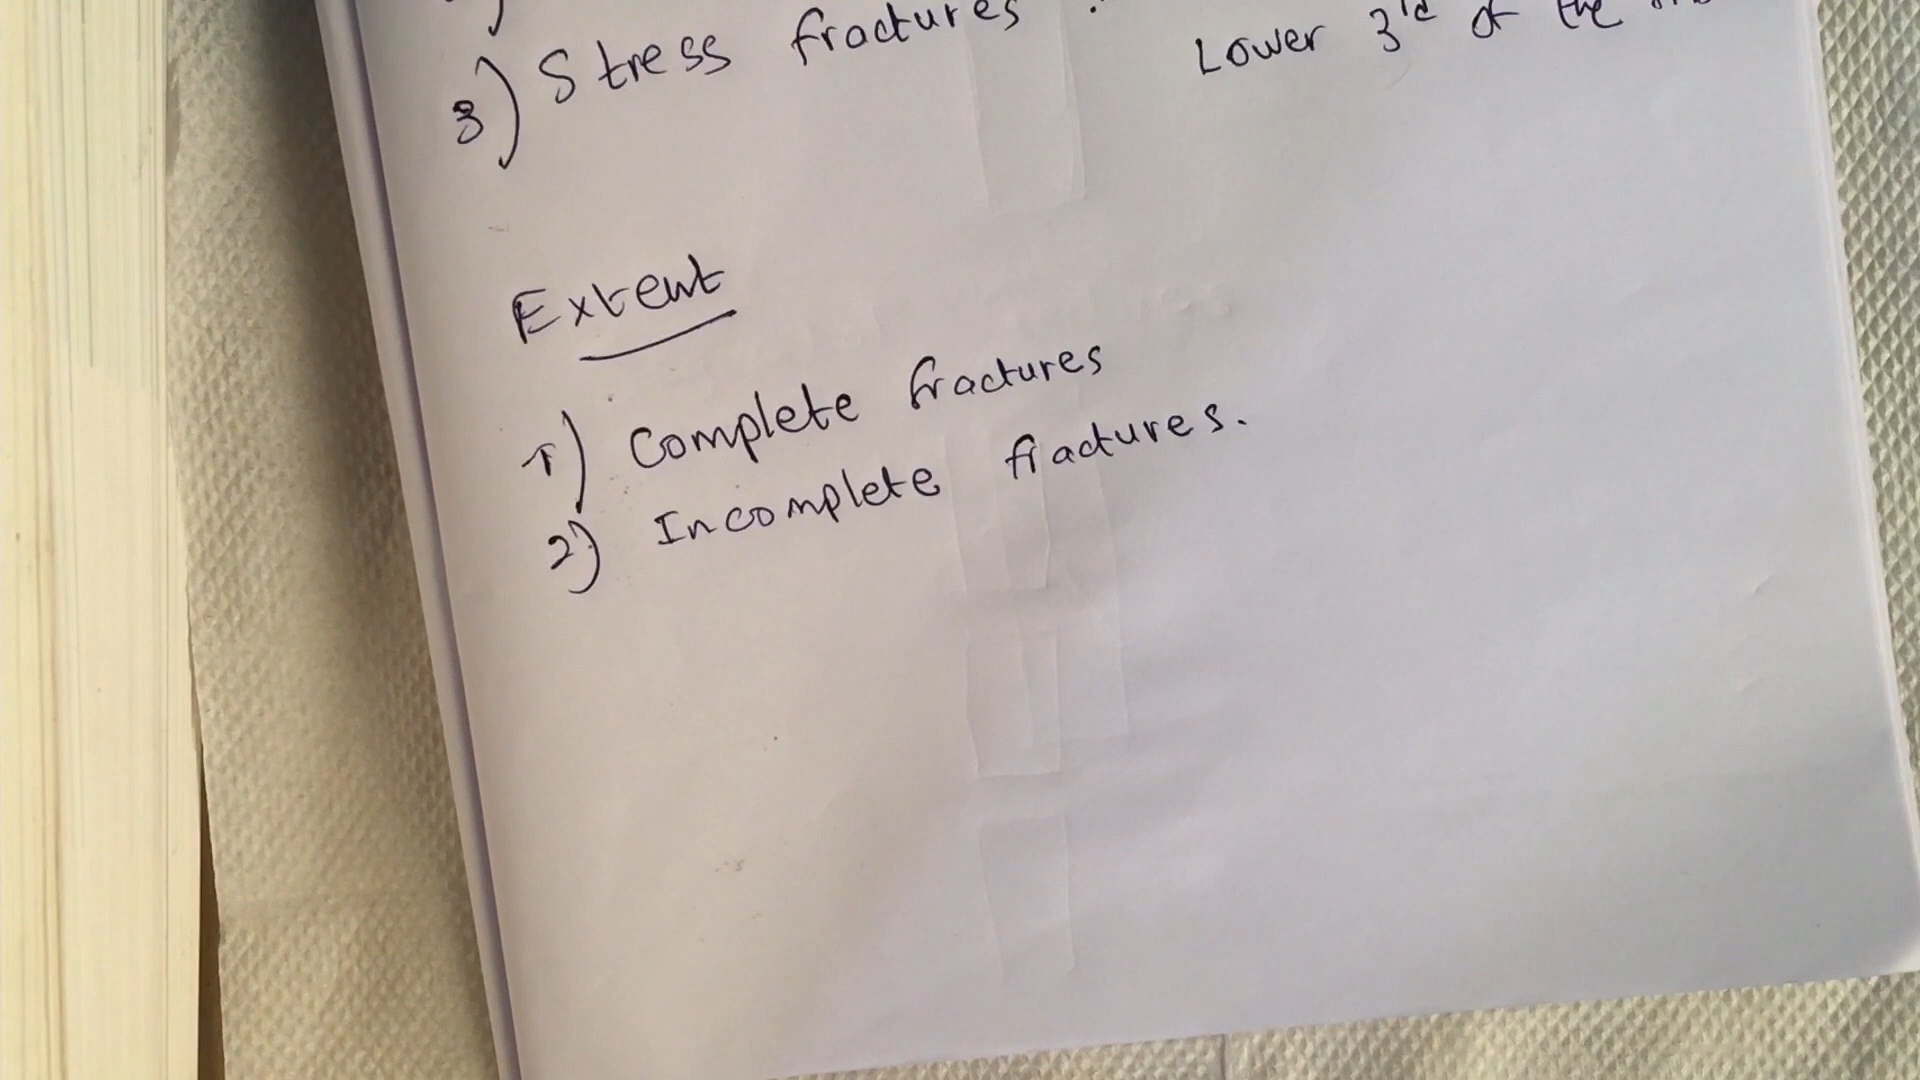 3) Stress fractures
Lower 3rd of the
Extent
1) Complete fractures
2) Incomplete fractures.